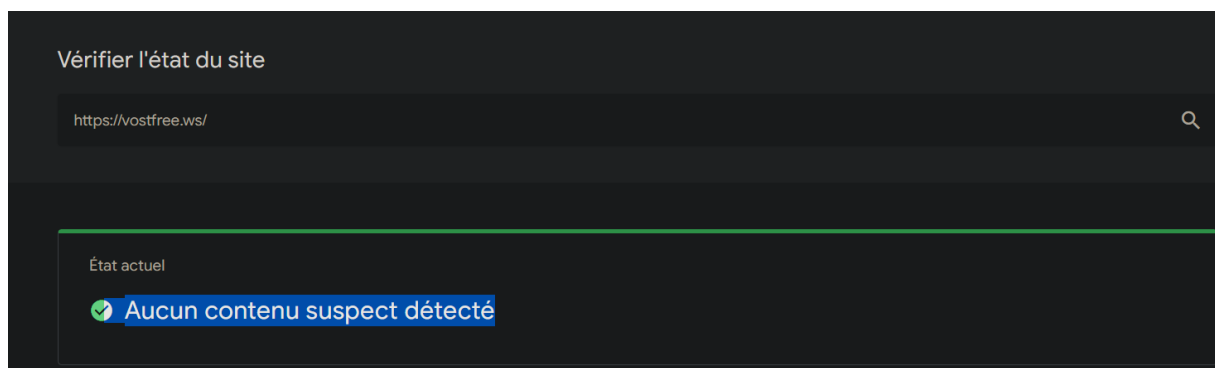 Vérifier l'état du site
https://vostfree.ws/
État actuel
Aucun contenu suspect détecté